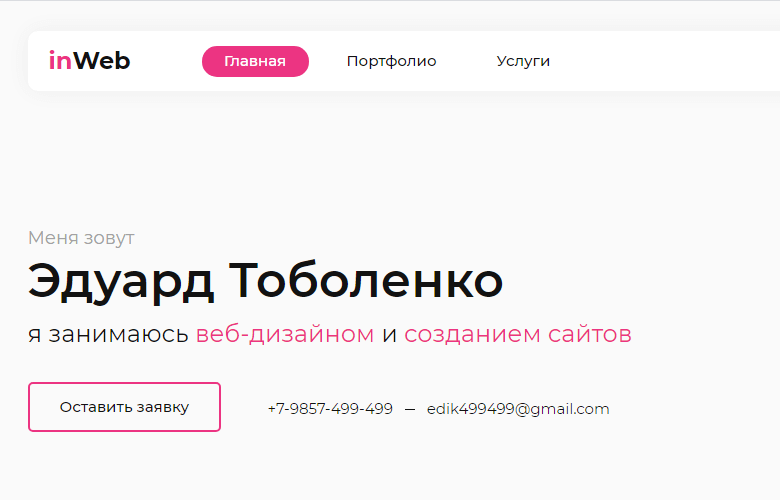 inWeb Главная Портфолио Услуги
Меня зовут
Эдуард Тоболенко
я занимаюсь веб-дизайном и созданием сайтов
Оставить заявку +7-9857-499-499 — edik499499@gmail.com